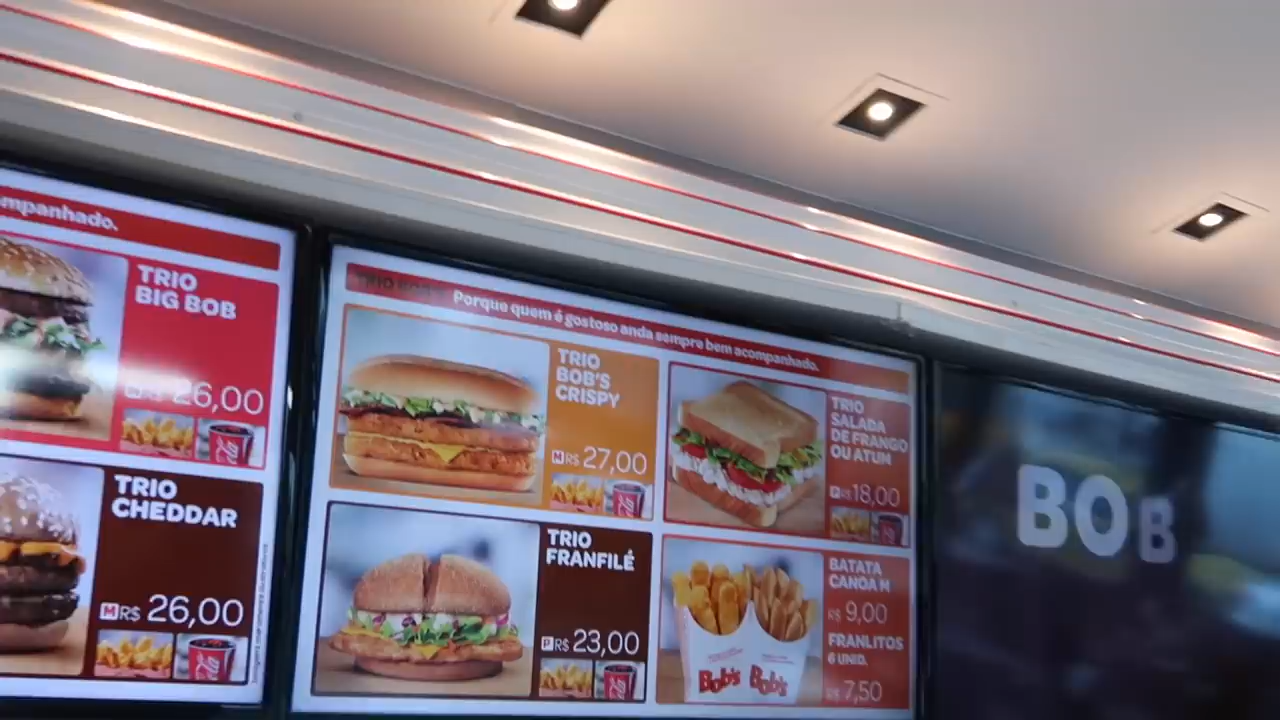 mpanhado.
TRIO
BIG BOB
26,00
TRIO
CHEDDAR
M R$ 26,00
Porque quem é gostoso anda sempre bem acompanhado.
TRIO
BOB'S
CRISPY
M R$ 27,00
TRIO
SALADA
DE FRANGO
OU ATUM
P R$ 18,00
TRIO
FRANFILÉ
P R$ 23,00
BATATA
CANOA M
R$ 9,00
FRANLITOS
6 UNID.
R$ 7,50
Bob's Bob's
BOB